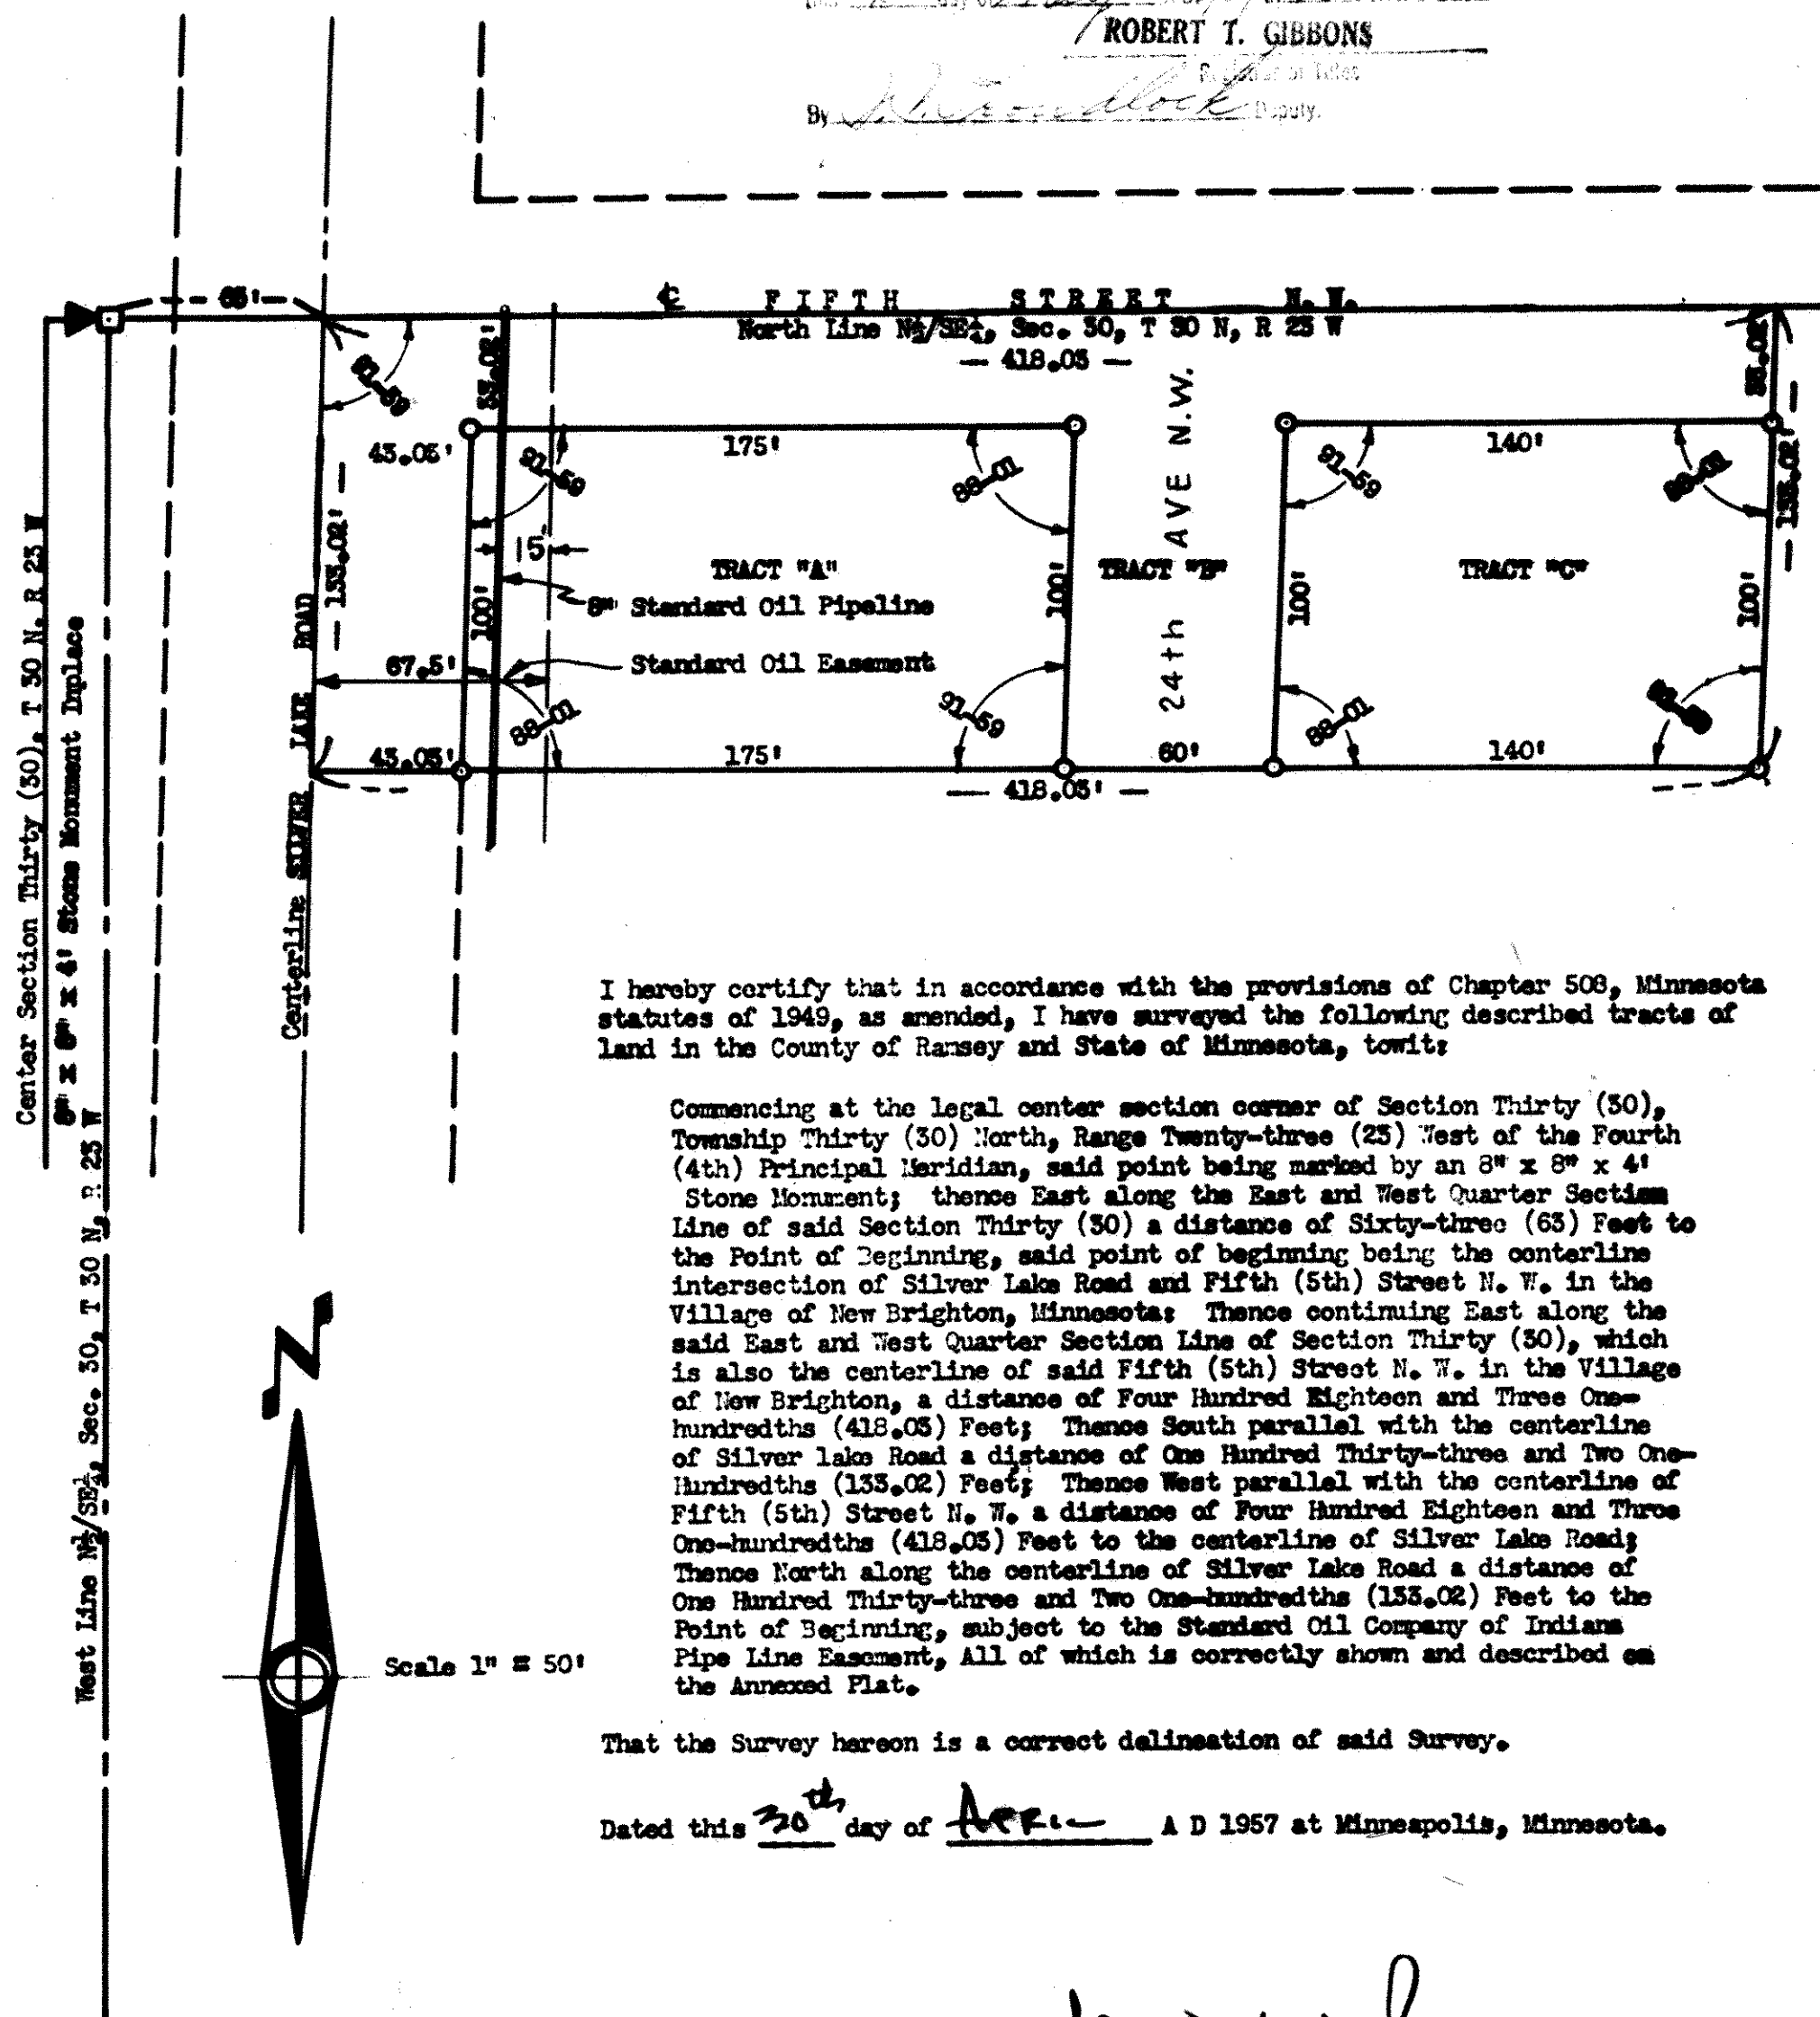 ROBERT T. GIBBONS
Registrar of Titles
By Deputy.
63'
℄ FIFTH STREET N. W.
North Line N½/SE¼, Sec. 30, T 30 N, R 23 W
— 418.03 —
33.02'
33.02'
87-59
43.03'
175'
140'
91-59
88-01
91-59
88-01
— 133.02' —
— 133.02' —
24th AVE N.W.
15'
TRACT "A"
TRACT "B"
TRACT "C"
8" Standard Oil Pipeline
100'
100'
100'
100'
67.5'
Standard Oil Easement
88-01
91-59
88-01
43.03'
175'
60'
140'
— 418.03' —
Centerline SILVER LAKE ROAD
Center Section Thirty (30), T 30 N, R 23 W
8" x 8" x 4' Stone Monument Inplace
West Line N½/SE¼, Sec. 30, T 30 N, R 23 W
I hereby certify that in accordance with the provisions of Chapter 508, Minnesota
statutes of 1949, as amended, I have surveyed the following described tracts of
land in the County of Ramsey and State of Minnesota, towit:
Commencing at the legal center section corner of Section Thirty (30),
Township Thirty (30) North, Range Twenty-three (23) West of the Fourth
(4th) Principal Meridian, said point being marked by an 8" x 8" x 4'
Stone Monument; thence East along the East and West Quarter Section
Line of said Section Thirty (30) a distance of Sixty-three (63) Feet to
the Point of Beginning, said point of beginning being the centerline
intersection of Silver Lake Road and Fifth (5th) Street N. W. in the
Village of New Brighton, Minnesota: Thence continuing East along the
said East and West Quarter Section Line of Section Thirty (30), which
is also the centerline of said Fifth (5th) Street N. W. in the Village
of New Brighton, a distance of Four Hundred Eighteen and Three One-
hundredths (418.03) Feet; Thence South parallel with the centerline
of Silver lake Road a distance of One Hundred Thirty-three and Two One-
Hundredths (133.02) Feet; Thence West parallel with the centerline of
Fifth (5th) Street N. W. a distance of Four Hundred Eighteen and Three
One-hundredths (418.03) Feet to the centerline of Silver Lake Road;
Thence North along the centerline of Silver Lake Road a distance of
One Hundred Thirty-three and Two One-hundredths (133.02) Feet to the
Point of Beginning, subject to the Standard Oil Company of Indiana
Pipe Line Easement, All of which is correctly shown and described on
the Annexed Plat.
N
Scale 1" = 50'
That the Survey hereon is a correct delineation of said Survey.
Dated this 30th day of April A D 1957 at Minneapolis, Minnesota.